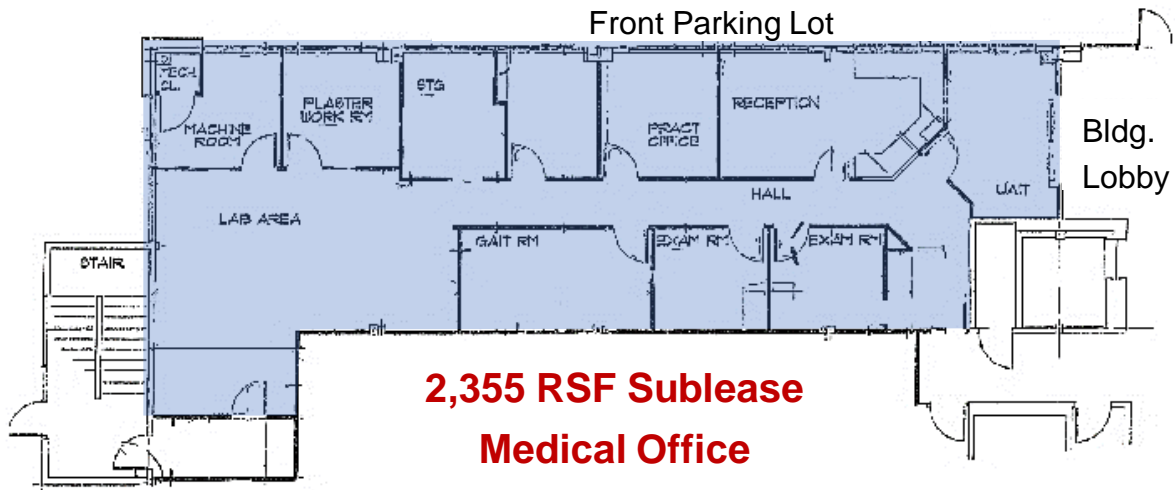 Front Parking Lot
TECH
CL.
MACHINE
ROOM
PLASTER
WORK RM
STG
PRACT
OFFICE
RECEPTION
Bldg.
Lobby
WAIT
HALL
LAB AREA
GAIT RM
EXAM RM
EXAM RM
STAIR
2,355 RSF Sublease
Medical Office